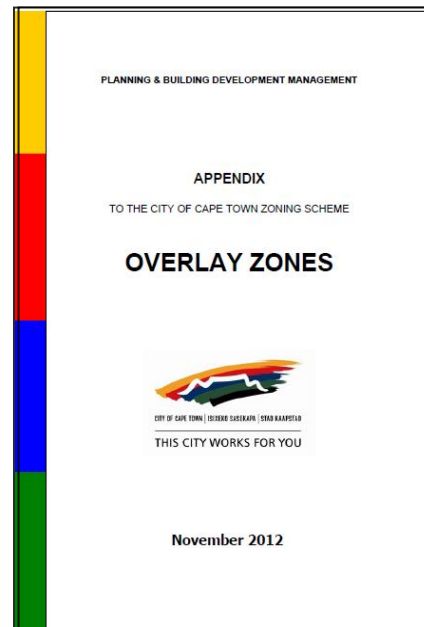 PLANNING & BUILDING DEVELOPMENT MANAGEMENT
APPENDIX
TO THE CITY OF CAPE TOWN ZONING SCHEME
OVERLAY ZONES
CITY OF CAPE TOWN | ISIXEKO SASEKAPA | STAD KAAPSTAD
THIS CITY WORKS FOR YOU
November 2012